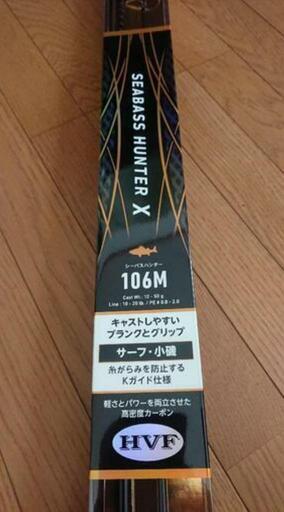 SEABASS HUNTER X
シーバスハンター
106M
Cast Wt. 12 - 50 g
Line : 10 - 20 lb. / PE # 0.8 - 2.0
キャストしやすい
ブランクとグリップ
サーフ・小磯
糸がらみを防止する
Kガイド仕様
軽さとパワーを両立させた
高密度カーボン
HVF